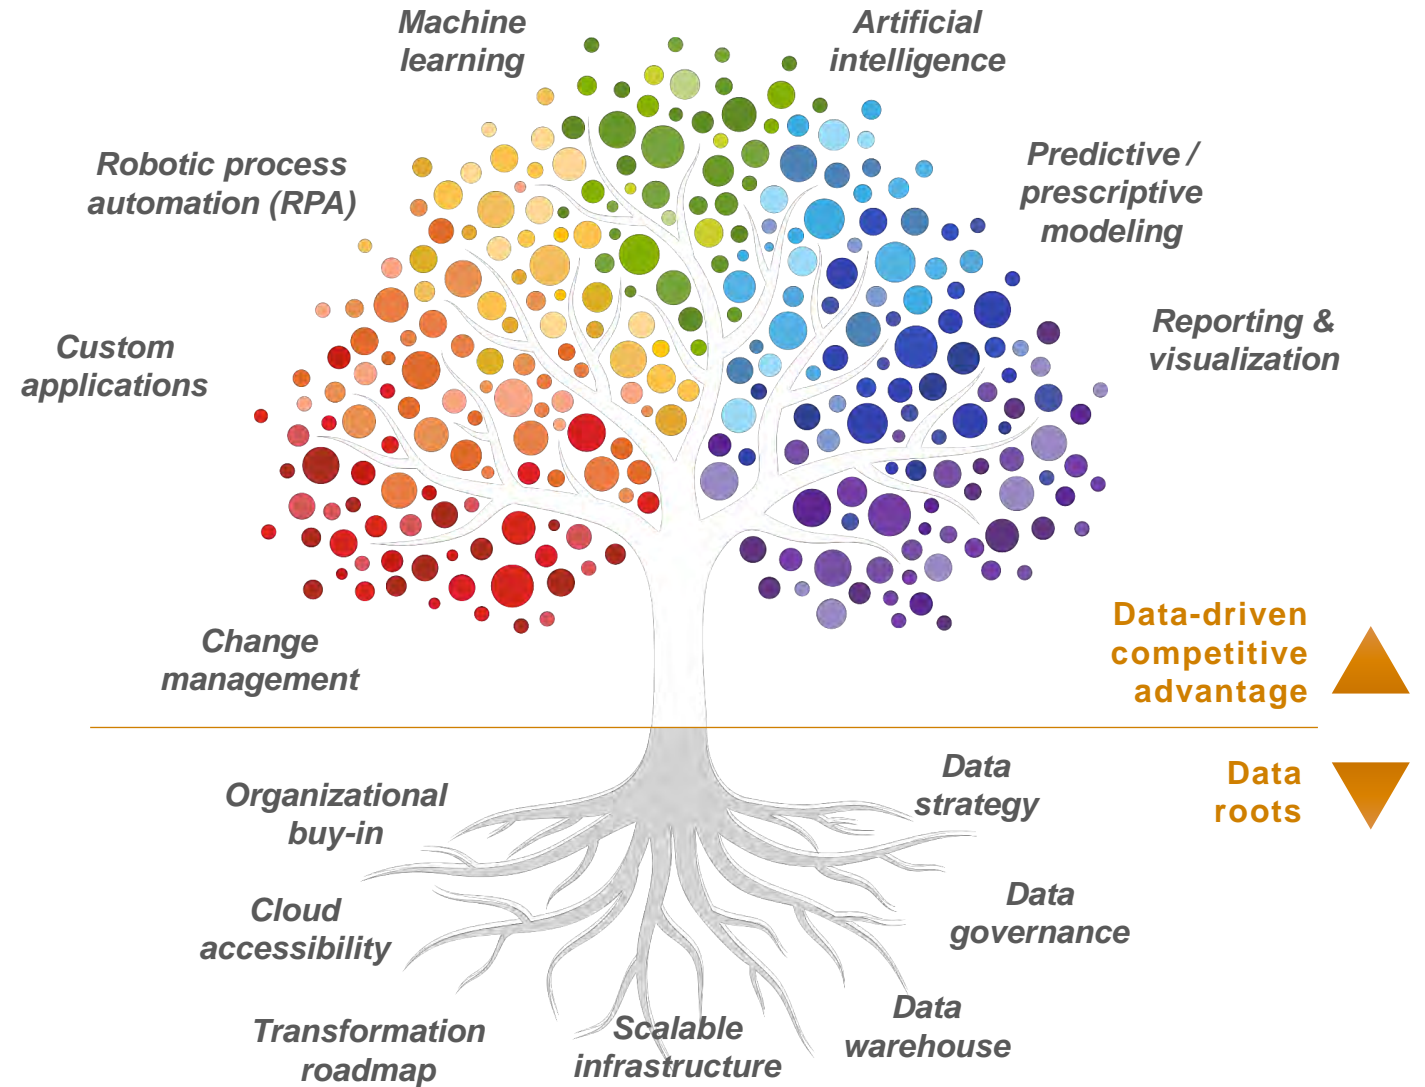 Machine
learning
Artificial
intelligence
Robotic process
automation (RPA)
Predictive /
prescriptive
modeling
Custom
applications
Reporting &
visualization
Change
management
Data-driven
competitive
advantage
Organizational
buy-in
Data
strategy
Data
roots
Cloud
accessibility
Data
governance
Transformation
roadmap
Scalable
infrastructure
Data
warehouse